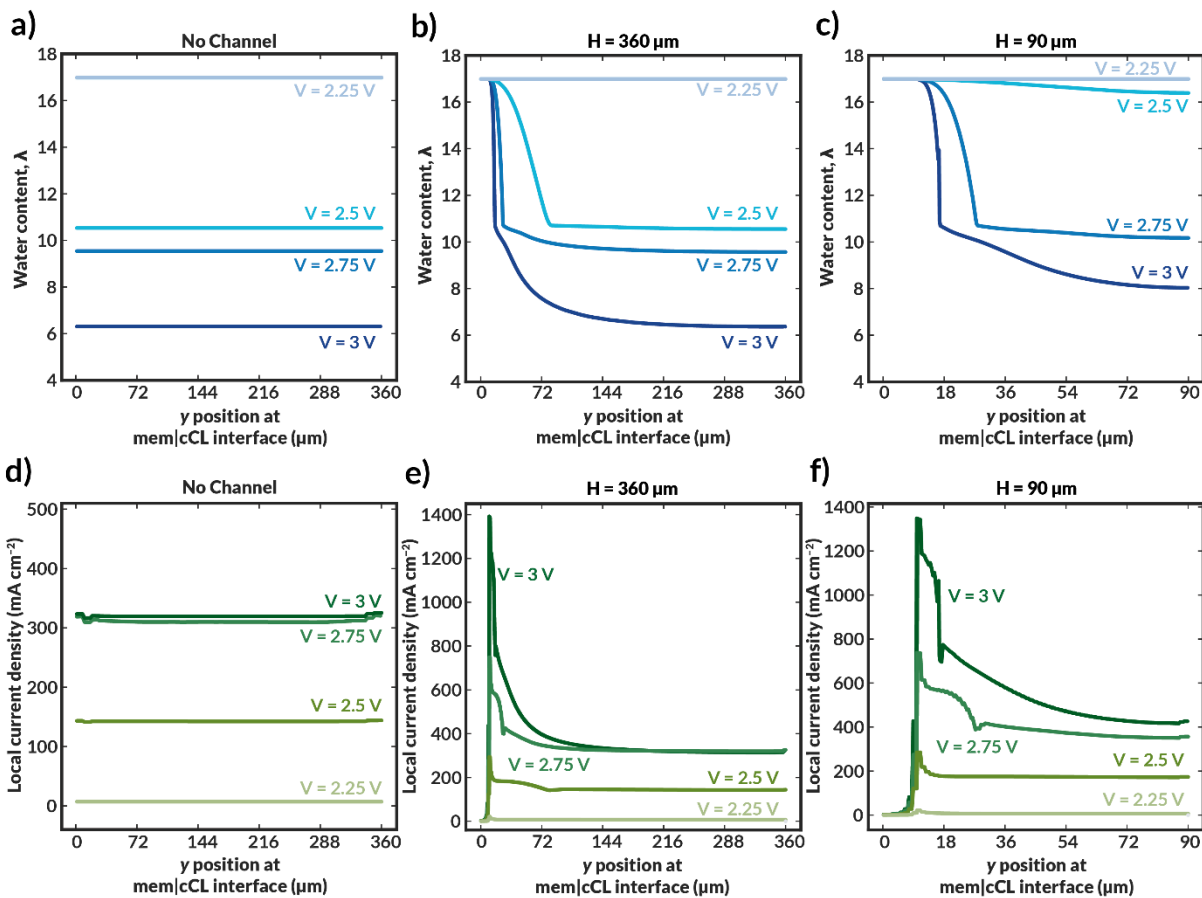 a)
No Channel
Water content, λ
18
16
14
12
10
8
6
4
V = 2.25 V
V = 2.5 V
V = 2.75 V
V = 3 V
0 72 144 216 288 360
y position at
mem|cCL interface (μm)
b)
H = 360 μm
Water content, λ
18
16
14
12
10
8
6
4
V = 2.25 V
V = 2.5 V
V = 2.75 V
V = 3 V
0 72 144 216 288 360
y position at
mem|cCL interface (μm)
c)
H = 90 μm
Water content, λ
18
16
14
12
10
8
6
4
V = 2.25 V
V = 2.5 V
V = 2.75 V
V = 3 V
0 18 36 54 72 90
y position at
mem|cCL interface (μm)
d)
No Channel
Local current density (mA cm⁻²)
500
400
300
200
100
0
V = 3 V
V = 2.75 V
V = 2.5 V
V = 2.25 V
0 72 144 216 288 360
y position at
mem|cCL interface (μm)
e)
H = 360 μm
Local current density (mA cm⁻²)
1400
1200
1000
800
600
400
200
0
V = 3 V
V = 2.75 V
V = 2.5 V
V = 2.25 V
0 72 144 216 288 360
y position at
mem|cCL interface (μm)
f)
H = 90 μm
Local current density (mA cm⁻²)
1400
1200
1000
800
600
400
200
0
V = 3 V
V = 2.75 V
V = 2.5 V
V = 2.25 V
0 18 36 54 72 90
y position at
mem|cCL interface (μm)